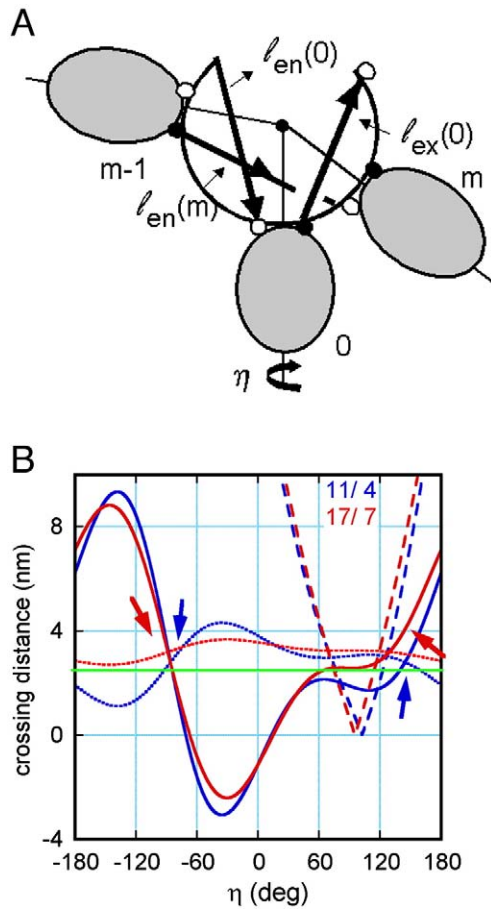 A
ℓen(0)
ℓex(0)
m-1
m
ℓen(m)
0
η
B
11/ 4
17/ 7
8
4
0
-4
crossing distance (nm)
-180 -120 -60 0 60 120 180
η (deg)